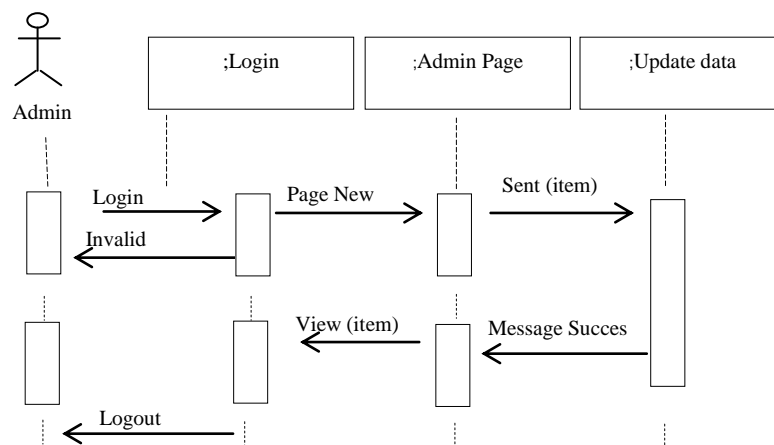 ;Login
;Admin Page
;Update data
Admin
Login
Page New
Sent (item)
Invalid
View (item)
Message Succes
Logout